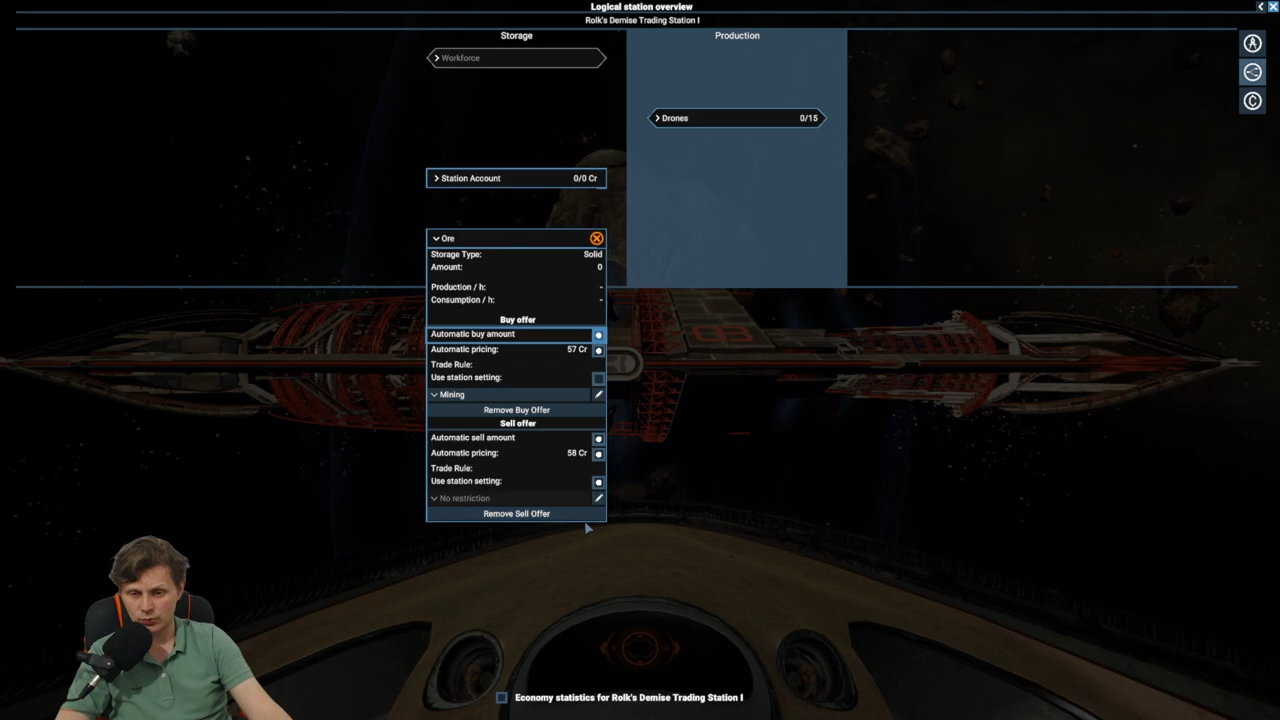 Logical station overview
Rolk's Demise Trading Station I
Storage
Production
Workforce
Drones 0/15
Station Account 0/0 Cr
Ore
Storage Type: Solid
Amount: 0
Production / h: -
Consumption / h: -
Buy offer
Automatic buy amount
Automatic pricing: 57 Cr
Trade Rule:
Use station setting:
Mining
Remove Buy Offer
Sell offer
Automatic sell amount
Automatic pricing: 58 Cr
Trade Rule:
Use station setting:
No restriction
Remove Sell Offer
Economy statistics for Rolk's Demise Trading Station I